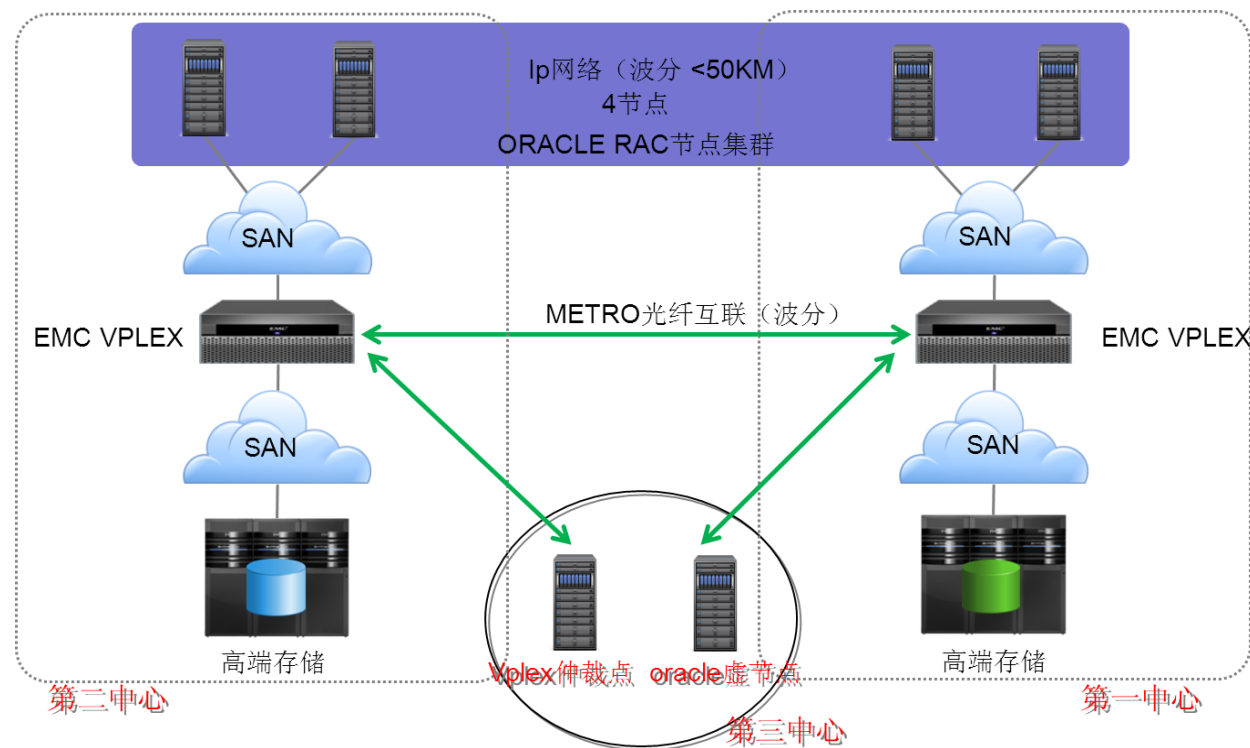 Ip网络（波分 <50KM）
4节点
ORACLE RAC节点集群
SAN
SAN
EMC VPLEX
METRO光纤互联（波分）
EMC VPLEX
SAN
SAN
高端存储
Vplex仲裁点
oracle虚节点
高端存储
第二中心
第三中心
第一中心